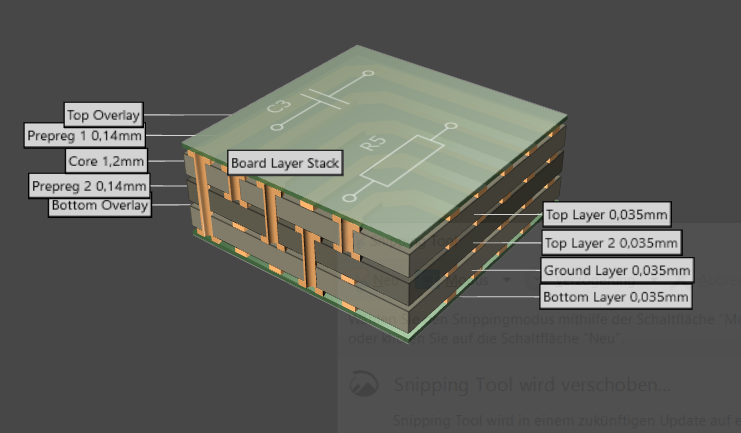 Top Overlay
Prepreg 1 0,14mm
Core 1,2mm
Prepreg 2 0,14mm
Bottom Overlay
Board Layer Stack
C3
R5
Top Layer 0,035mm
Top Layer 2 0,035mm
Ground Layer 0,035mm
Bottom Layer 0,035mm
Neu
Snippingmodus mithilfe der Schaltfläche
oder klicken Sie auf die Schaltfläche "Neu".
Snipping Tool wird verschoben...
Snipping Tool wird in einem zukünftigen Update auf e